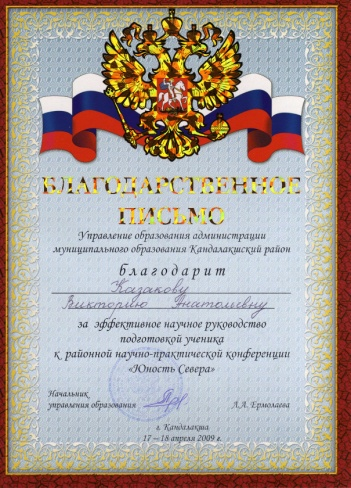 БЛАГОДАРСТВЕННОЕ
ПИСЬМО
Управление образования администрации
муниципального образования Кандалакшский район
благодарит
Казакову
Викторию Анатолиевну
за эффективное научное руководство
подготовкой ученика
к районной научно-практической конференции
«Юность Севера»
Начальник
управления образования
Л.А. Ермолаева
г. Кандалакша
17 – 18 апреля 2009 г.